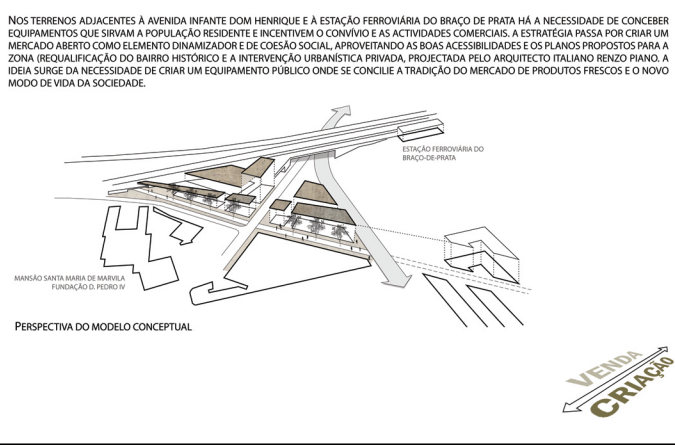 NOS TERRENOS ADJACENTES À AVENIDA INFANTE DOM HENRIQUE E À ESTAÇÃO FERROVIÁRIA DO BRAÇO DE PRATA HÁ A NECESSIDADE DE CONCEBER
EQUIPAMENTOS QUE SIRVAM A POPULAÇÃO RESIDENTE E INCENTIVEM O CONVÍVIO E AS ACTIVIDADES COMERCIAIS. A ESTRATÉGIA PASSA POR CRIAR UM
MERCADO ABERTO COMO ELEMENTO DINAMIZADOR E DE COESÃO SOCIAL, APROVEITANDO AS BOAS ACESSIBILIDADES E OS PLANOS PROPOSTOS PARA A
ZONA (REQUALIFICAÇÃO DO BAIRRO HISTÓRICO E A INTERVENÇÃO URBANÍSTICA PRIVADA, PROJECTADA PELO ARQUITECTO ITALIANO RENZO PIANO. A
IDEIA SURGE DA NECESSIDADE DE CRIAR UM EQUIPAMENTO PÚBLICO ONDE SE CONCILIE A TRADIÇÃO DO MERCADO DE PRODUTOS FRESCOS E O NOVO
MODO DE VIDA DA SOCIEDADE.
ESTAÇÃO FERROVIÁRIA DO
BRAÇO-DE-PRATA
MANSÃO SANTA MARIA DE MARVILA
FUNDAÇÃO D. PEDRO IV
PERSPECTIVA DO MODELO CONCEPTUAL
VENDA
CRIAÇÃO